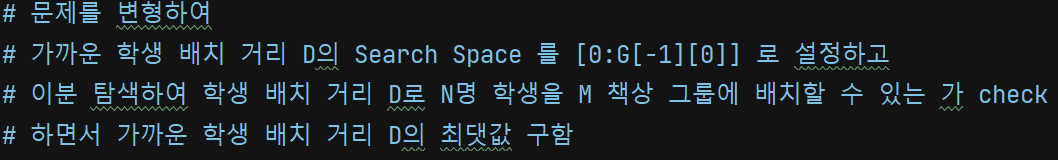 # 문제를 변형하여
# 가까운 학생 배치 거리 D의 Search Space 를 [0:G[-1][0]] 로 설정하고
# 이분 탐색하여 학생 배치 거리 D로 N명 학생을 M 책상 그룹에 배치할 수 있는 가 check
# 하면서 가까운 학생 배치 거리 D의 최댓값 구함